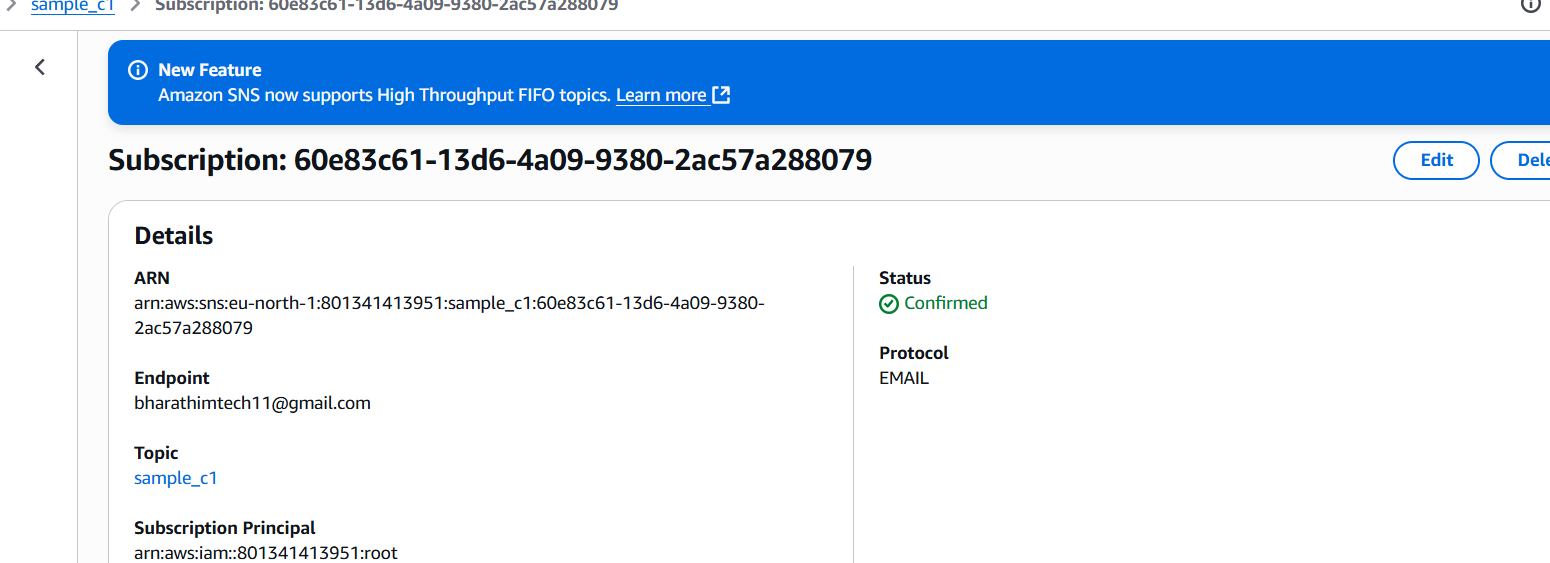 sample_c1 Subscription: 60e83c61-13d6-4a09-9380-2ac57a288079
New Feature
Amazon SNS now supports High Throughput FIFO topics. Learn more
Subscription: 60e83c61-13d6-4a09-9380-2ac57a288079
Edit
Dele
Details
ARN
arn:aws:sns:eu-north-1:801341413951:sample_c1:60e83c61-13d6-4a09-9380-
2ac57a288079
Endpoint
bharathimtech11@gmail.com
Topic
sample_c1
Subscription Principal
arn:aws:iam::801341413951:root
Status
Confirmed
Protocol
EMAIL